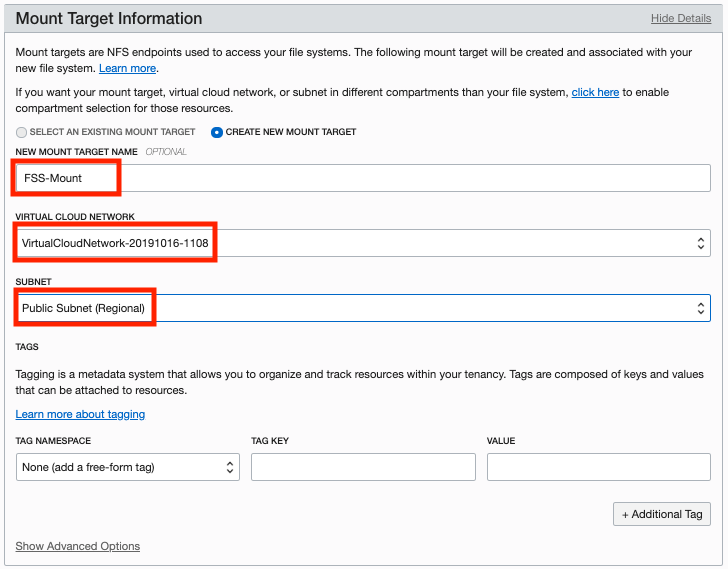 Mount Target Information
Hide Details
Mount targets are NFS endpoints used to access your file systems. The following mount target will be created and associated with your
new file system. Learn more.
If you want your mount target, virtual cloud network, or subnet in different compartments than your file system, click here to enable
compartment selection for those resources.
SELECT AN EXISTING MOUNT TARGET CREATE NEW MOUNT TARGET
NEW MOUNT TARGET NAME OPTIONAL
FSS-Mount
VIRTUAL CLOUD NETWORK
VirtualCloudNetwork-20191016-1108
SUBNET
Public Subnet (Regional)
TAGS
Tagging is a metadata system that allows you to organize and track resources within your tenancy. Tags are composed of keys and values
that can be attached to resources.
Learn more about tagging
TAG NAMESPACE TAG KEY VALUE
None (add a free-form tag)
+ Additional Tag
Show Advanced Options